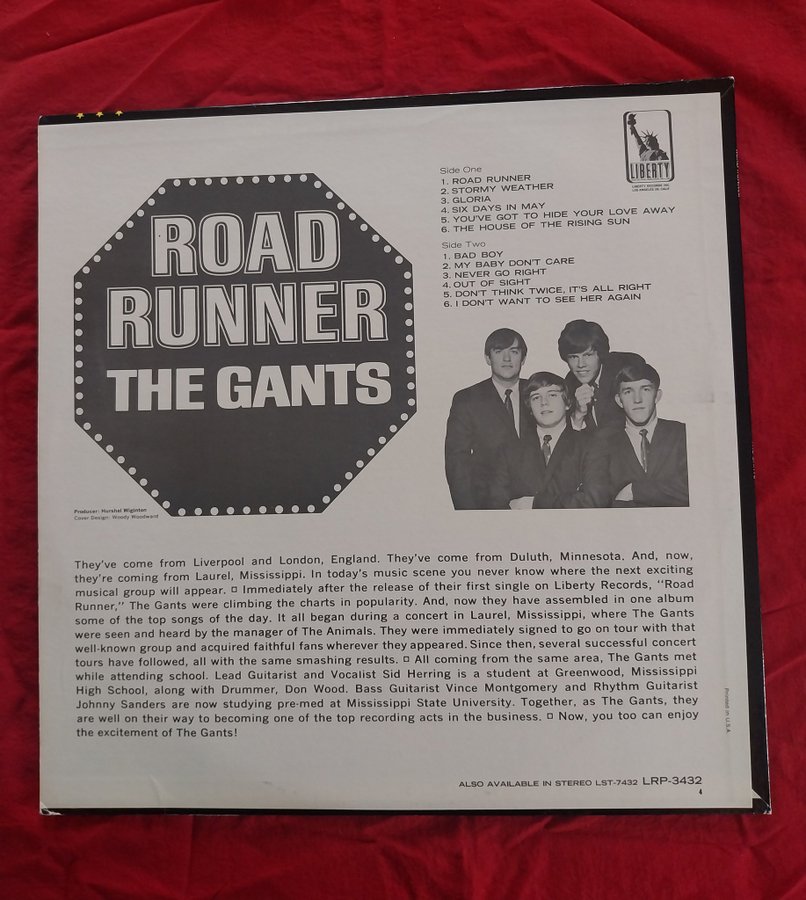 ROAD
RUNNER
THE GANTS
Producer: Hurshel Wiginton
Cover Design: Woody Woodward
LIBERTY
LIBERTY RECORDS INC.
LOS ANGELES 28, CALIF.
Side One
1. ROAD RUNNER
2. STORMY WEATHER
3. GLORIA
4. SIX DAYS IN MAY
5. YOU'VE GOT TO HIDE YOUR LOVE AWAY
6. THE HOUSE OF THE RISING SUN
Side Two
1. BAD BOY
2. MY BABY DON'T CARE
3. NEVER GO RIGHT
4. OUT OF SIGHT
5. DON'T THINK TWICE, IT'S ALL RIGHT
6. I DON'T WANT TO SEE HER AGAIN
They've come from Liverpool and London, England. They've come from Duluth, Minnesota. And, now,
they're coming from Laurel, Mississippi. In today's music scene you never know where the next exciting
musical group will appear. □ Immediately after the release of their first single on Liberty Records, "Road
Runner," The Gants were climbing the charts in popularity. And, now they have assembled in one album
some of the top songs of the day. It all began during a concert in Laurel, Mississippi, where The Gants
were seen and heard by the manager of The Animals. They were immediately signed to go on tour with that
well-known group and acquired faithful fans wherever they appeared. Since then, several successful concert
tours have followed, all with the same smashing results. □ All coming from the same area, The Gants met
while attending school. Lead Guitarist and Vocalist Sid Herring is a student at Greenwood, Mississippi
High School, along with Drummer, Don Wood. Bass Guitarist Vince Montgomery and Rhythm Guitarist
Johnny Sanders are now studying pre-med at Mississippi State University. Together, as The Gants, they
are well on their way to becoming one of the top recording acts in the business. □ Now, you too can enjoy
the excitement of The Gants!
Printed in U.S.A.
ALSO AVAILABLE IN STEREO LST-7432 LRP-3432
4